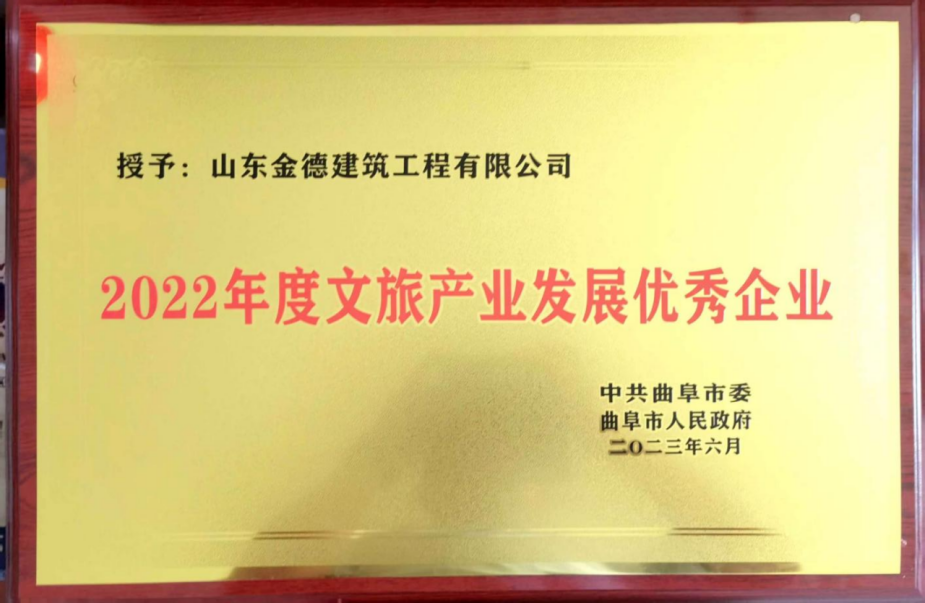 授予：山东金德建筑工程有限公司
2022年度文旅产业发展优秀企业
中共曲阜市委
曲阜市人民政府
二〇二三年六月